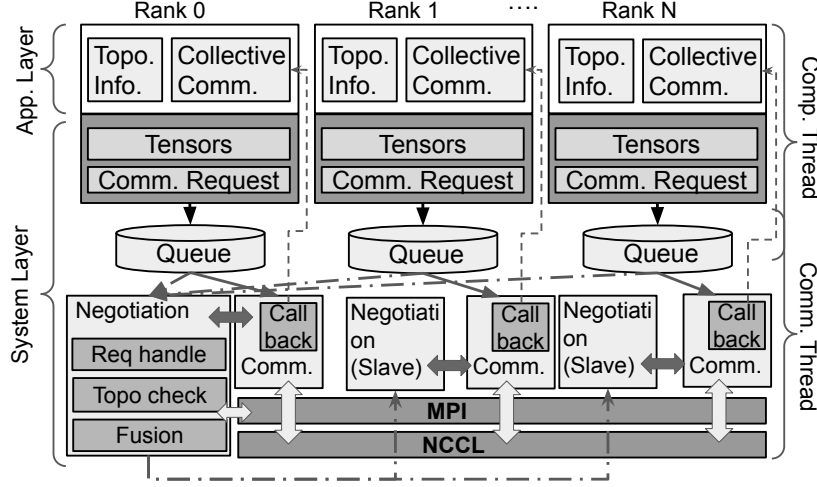 Rank 0
Rank 1
....
Rank N
App. Layer
Topo.
Info.
Collective
Comm.
Topo.
Info.
Collective
Comm.
Topo.
Info.
Collective
Comm.
Comp. Thread
Tensors
Tensors
Tensors
Comm. Request
Comm. Request
Comm. Request
System Layer
Queue
Queue
Queue
Negotiation
Req handle
Topo check
Fusion
Call
back
Comm.
Negotiati
on
(Slave)
Call
back
Comm.
Negotiati
on
(Slave)
Call
back
Comm.
Comm. Thread
MPI
NCCL